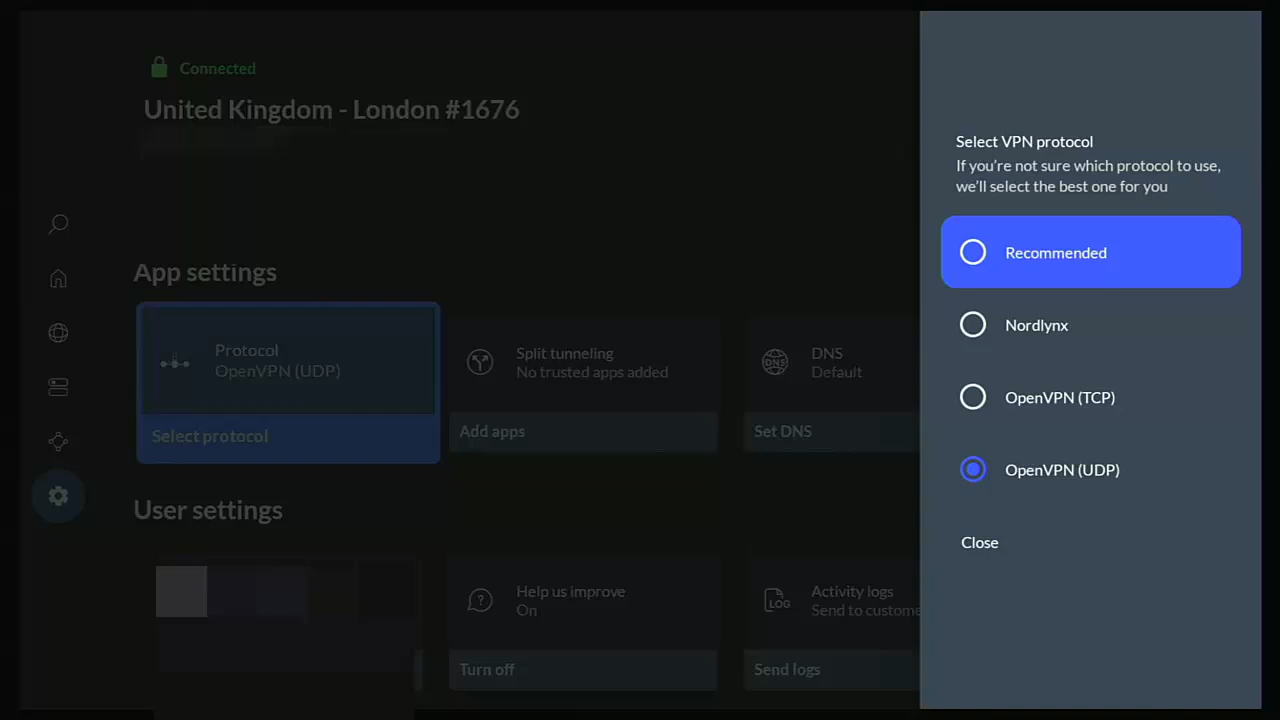 Connected
United Kingdom - London #1676
App settings
Protocol
OpenVPN (UDP)
Select protocol
Split tunneling
No trusted apps added
Add apps
DNS
DNS
Default
Set DNS
User settings
?
Help us improve
On
Turn off
LOG
Activity logs
Send to custome
Send logs
Select VPN protocol
If you're not sure which protocol to use,
we'll select the best one for you
Recommended
Nordlynx
OpenVPN (TCP)
OpenVPN (UDP)
Close